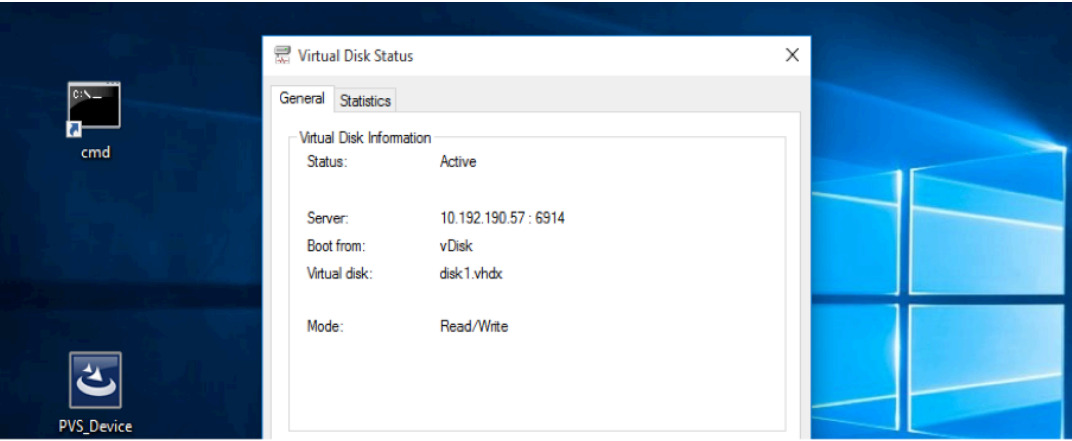 Virtual Disk Status
C:\_
cmd
General Statistics
Virtual Disk Information
Status: Active
Server: 10.192.190.57 : 6914
Boot from: vDisk
Virtual disk: disk1.vhdx
Mode: Read/Write
PVS_Device